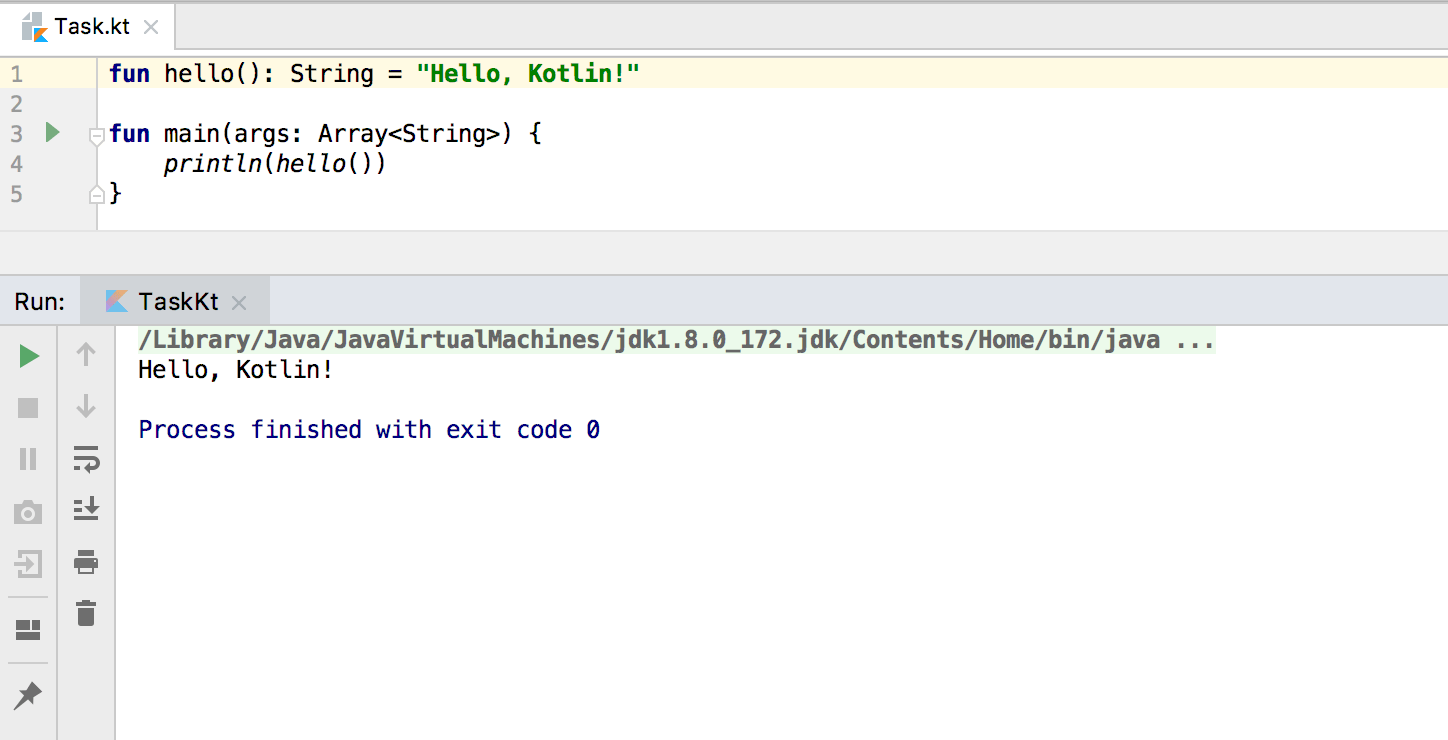 Task.kt
1 fun hello(): String = "Hello, Kotlin!"
2
3 fun main(args: Array<String>) {
4     println(hello())
5 }
Run: TaskKt
/Library/Java/JavaVirtualMachines/jdk1.8.0_172.jdk/Contents/Home/bin/java ...
Hello, Kotlin!
Process finished with exit code 0